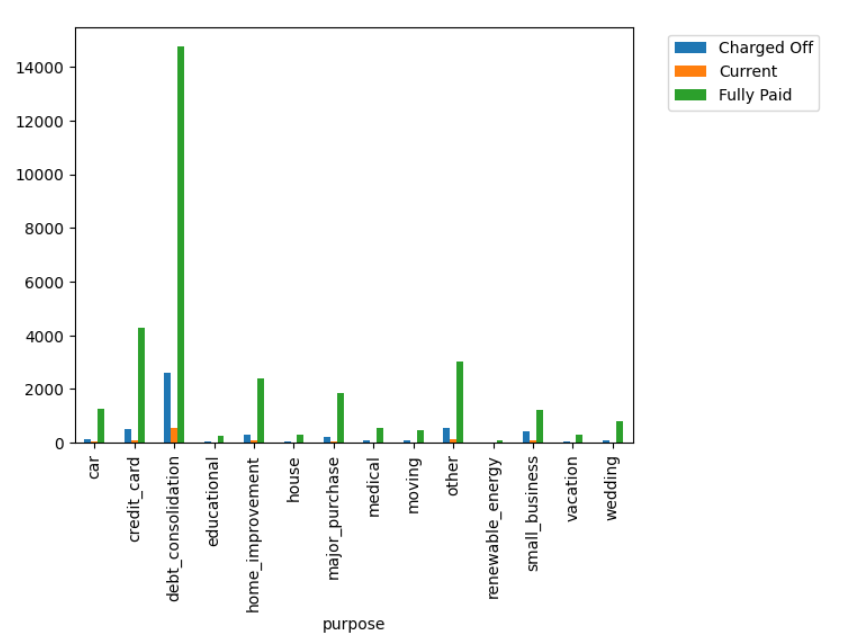 14000
12000
10000
8000
6000
4000
2000
0
car
credit_card
debt_consolidation
educational
home_improvement
house
major_purchase
medical
moving
other
renewable_energy
small_business
vacation
wedding
purpose
Charged Off
Current
Fully Paid